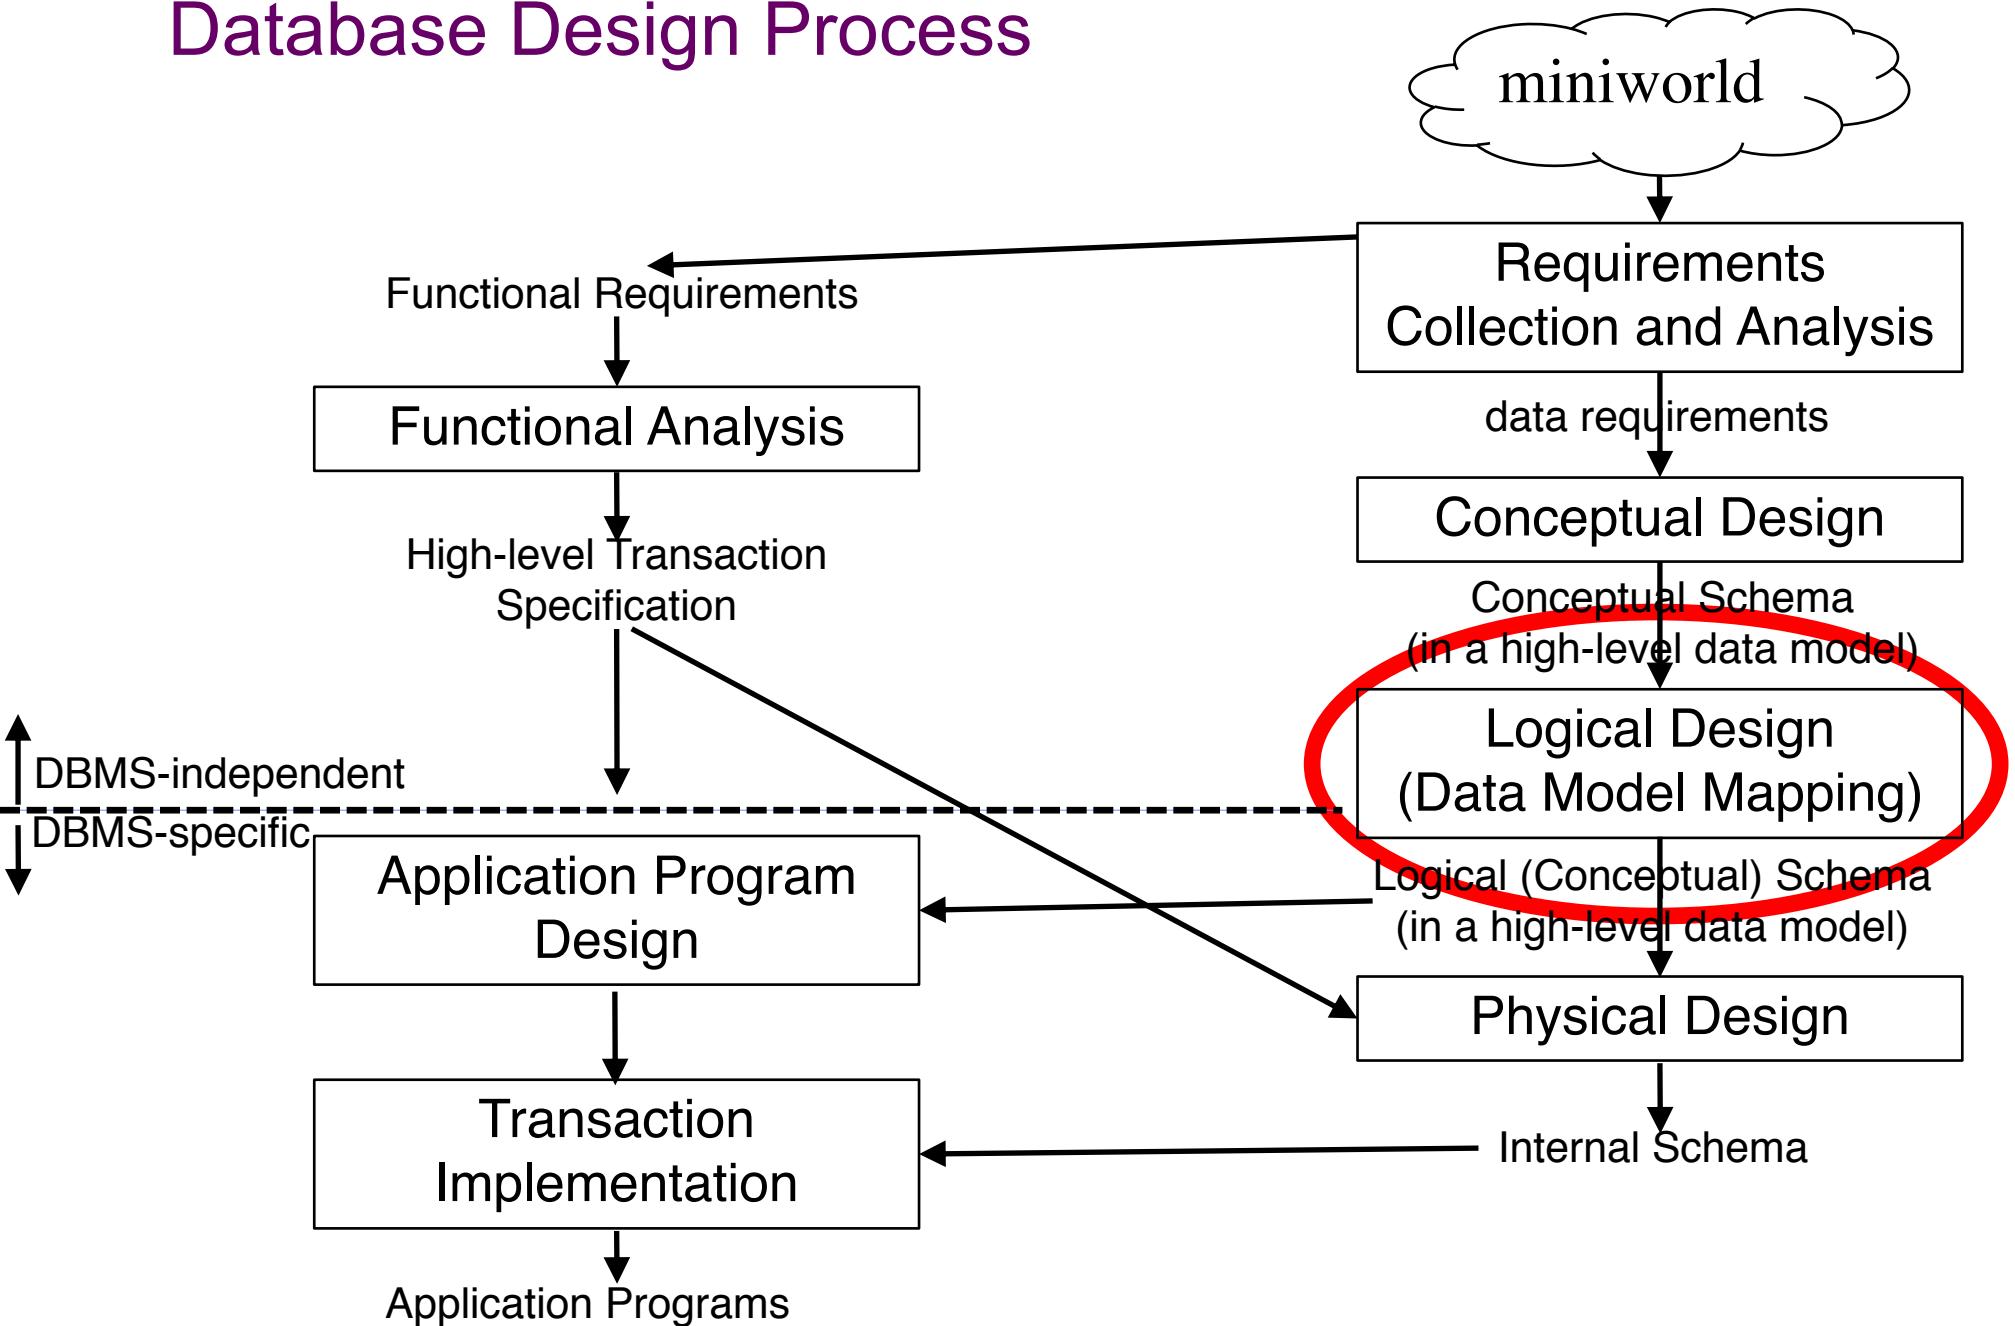 Database Design Process
miniworld
Requirements
Collection and Analysis
Functional Requirements
data requirements
Functional Analysis
Conceptual Design
High-level Transaction
Specification
Conceptual Schema
(in a high-level data model)
Logical Design
(Data Model Mapping)
DBMS-independent
DBMS-specific
Application Program
Design
Logical (Conceptual) Schema
(in a high-level data model)
Physical Design
Transaction
Implementation
Internal Schema
Application Programs